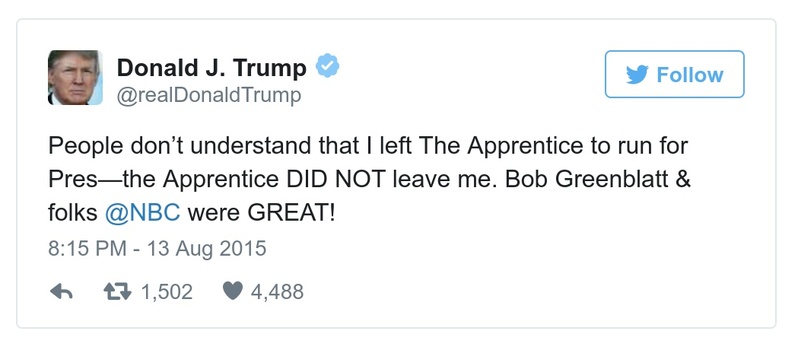 Donald J. Trump
@realDonaldTrump
Follow
People don’t understand that I left The Apprentice to run for
Pres—the Apprentice DID NOT leave me. Bob Greenblatt &
folks @NBC were GREAT!
8:15 PM - 13 Aug 2015
1,502 4,488